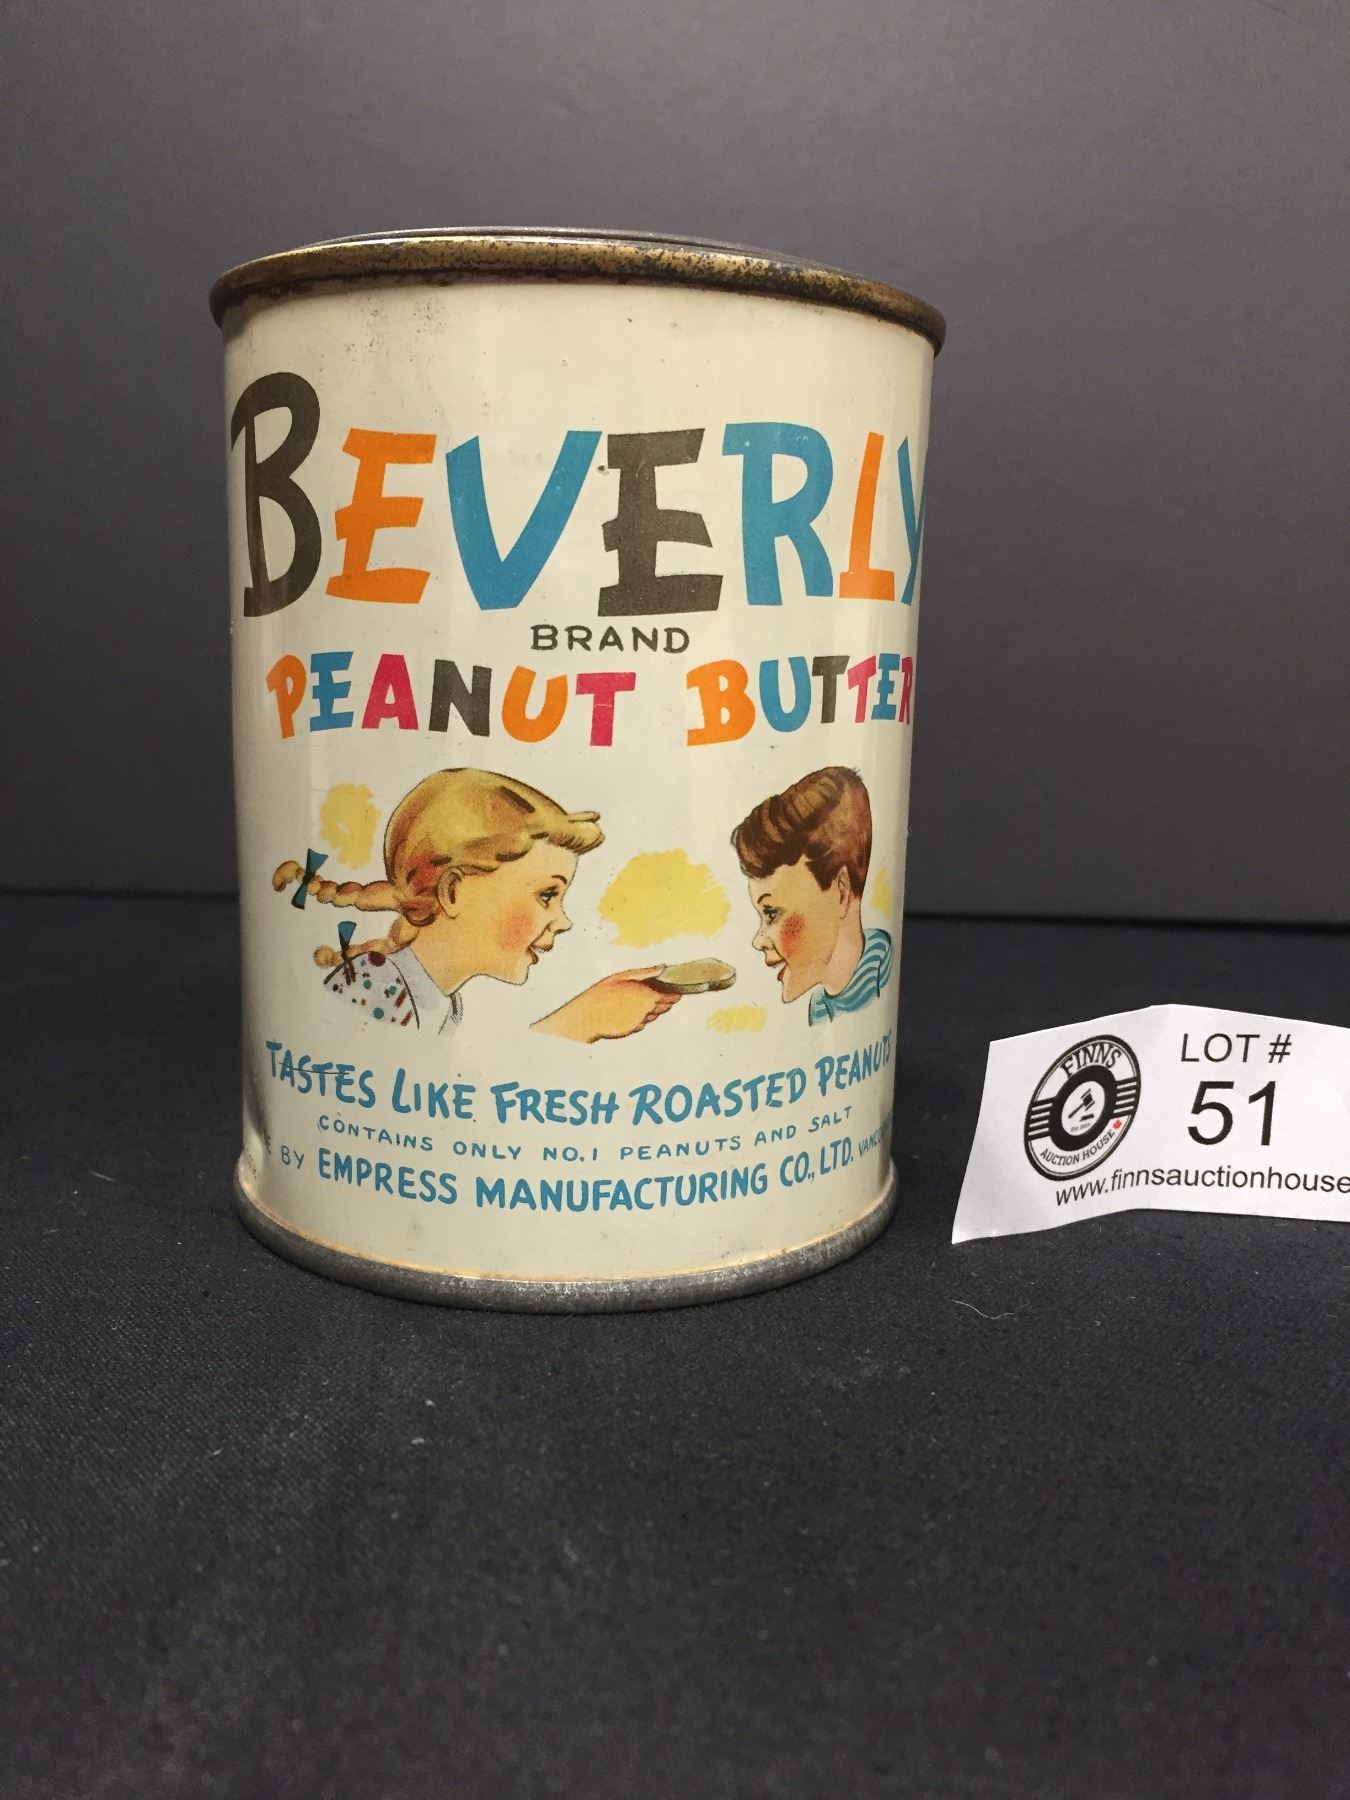 BEVERLY
BRAND
PEANUT BUTTER
TASTES LIKE FRESH ROASTED PEANUTS
CONTAINS ONLY NO.1 PEANUTS AND SALT
BY EMPRESS MANUFACTURING CO., LTD.
FINNS
AUCTION HOUSE
LOT #
51
www.finnsauctionhouse